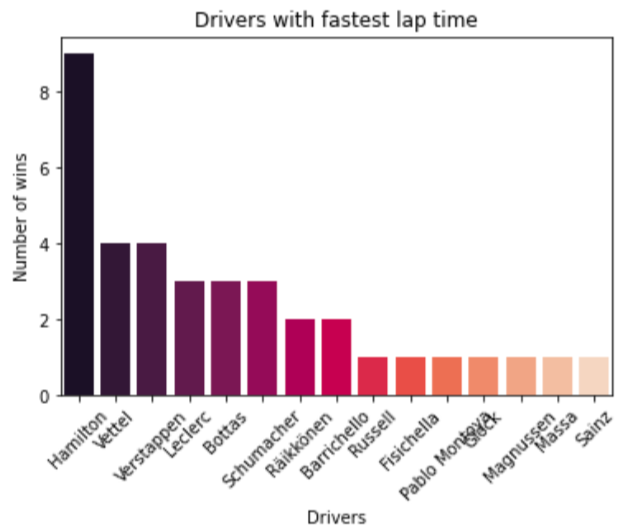 Drivers with fastest lap time
Number of wins
8
6
4
2
0
Hamilton
Vettel
Verstappen
Leclerc
Bottas
Schumacher
Räikkönen
Barrichello
Russell
Fisichella
Pablo Montoya
Glock
Magnussen
Massa
Sainz
Drivers